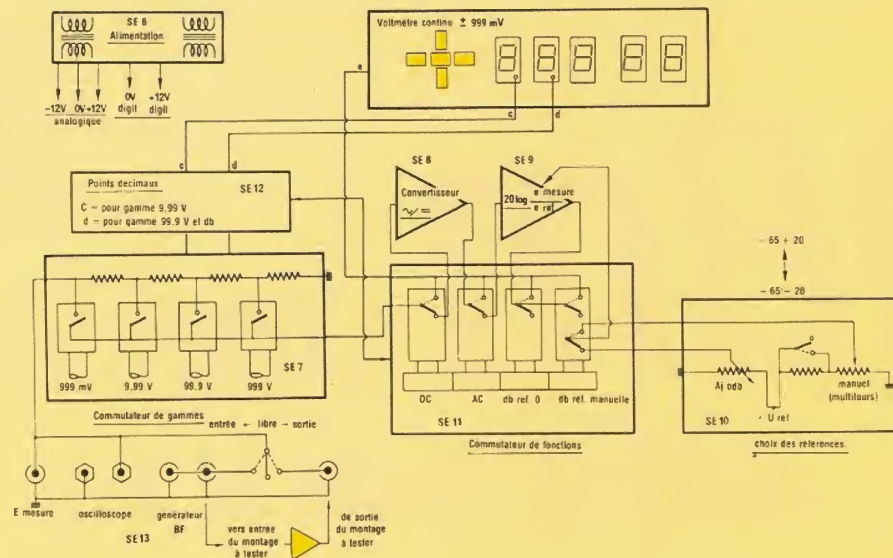 SE 6
Alimentation
-12V 0V +12V
analogique
0V
digit
+12V
digit
Voltmètre continu ± 999 mV
e
c
d
c
d
Points decimaux
SE 12
C = pour gamme 9,99 V
d = pour gamme 99.9 V et db
SE 8
Convertisseur
~/=
SE 9
20 log e mesure
e ref.
999 mV
9,99 V
99.9 V
999 V
SE 7
Commutateur de gammes
DC
AC
db ref. 0
db ref. manuelle
SE 11
Commutateur de fonctions
- 65 + 20
- 65 - 20
Aj odb
+ U ref
manuel
(multitours)
SE 10
choix des références.
entrée ← libre → sortie
E mesure
oscilloscope
générateur
BF
SE13
vers entrée
du montage
à tester
de sortie
du montage
à tester